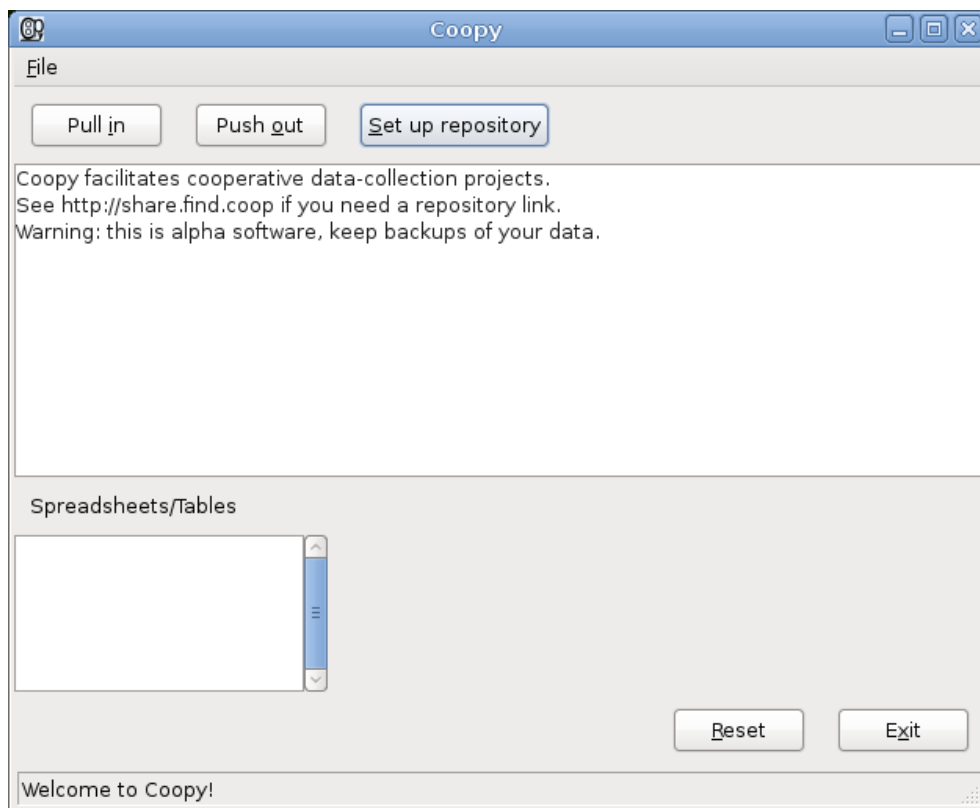 Coopy
File
Pull in
Push out
Set up repository
Coopy facilitates cooperative data-collection projects.
See http://share.find.coop if you need a repository link.
Warning: this is alpha software, keep backups of your data.
Spreadsheets/Tables
Reset
Exit
Welcome to Coopy!